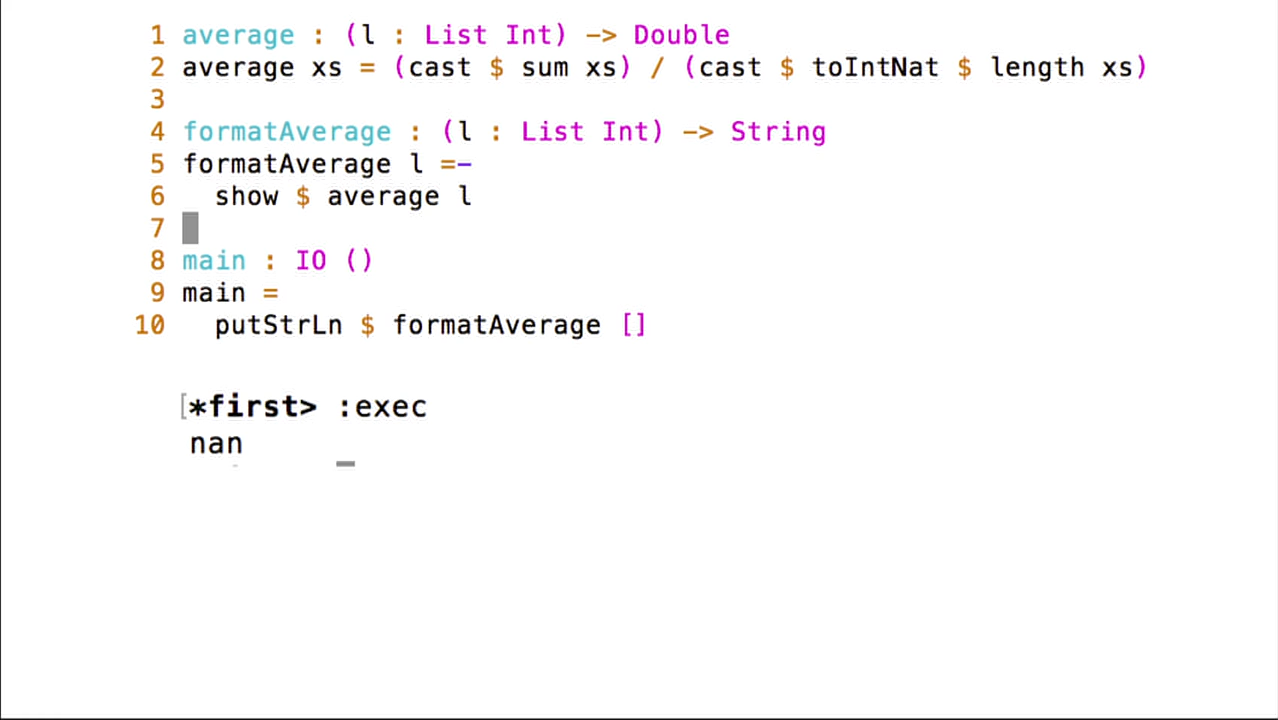 1 average : (l : List Int) -> Double
2 average xs = (cast $ sum xs) / (cast $ toIntNat $ length xs)
3
4 formatAverage : (l : List Int) -> String
5 formatAverage l =-
6   show $ average l
7
8 main : IO ()
9 main =
10   putStrLn $ formatAverage []
[*first> :exec
nan